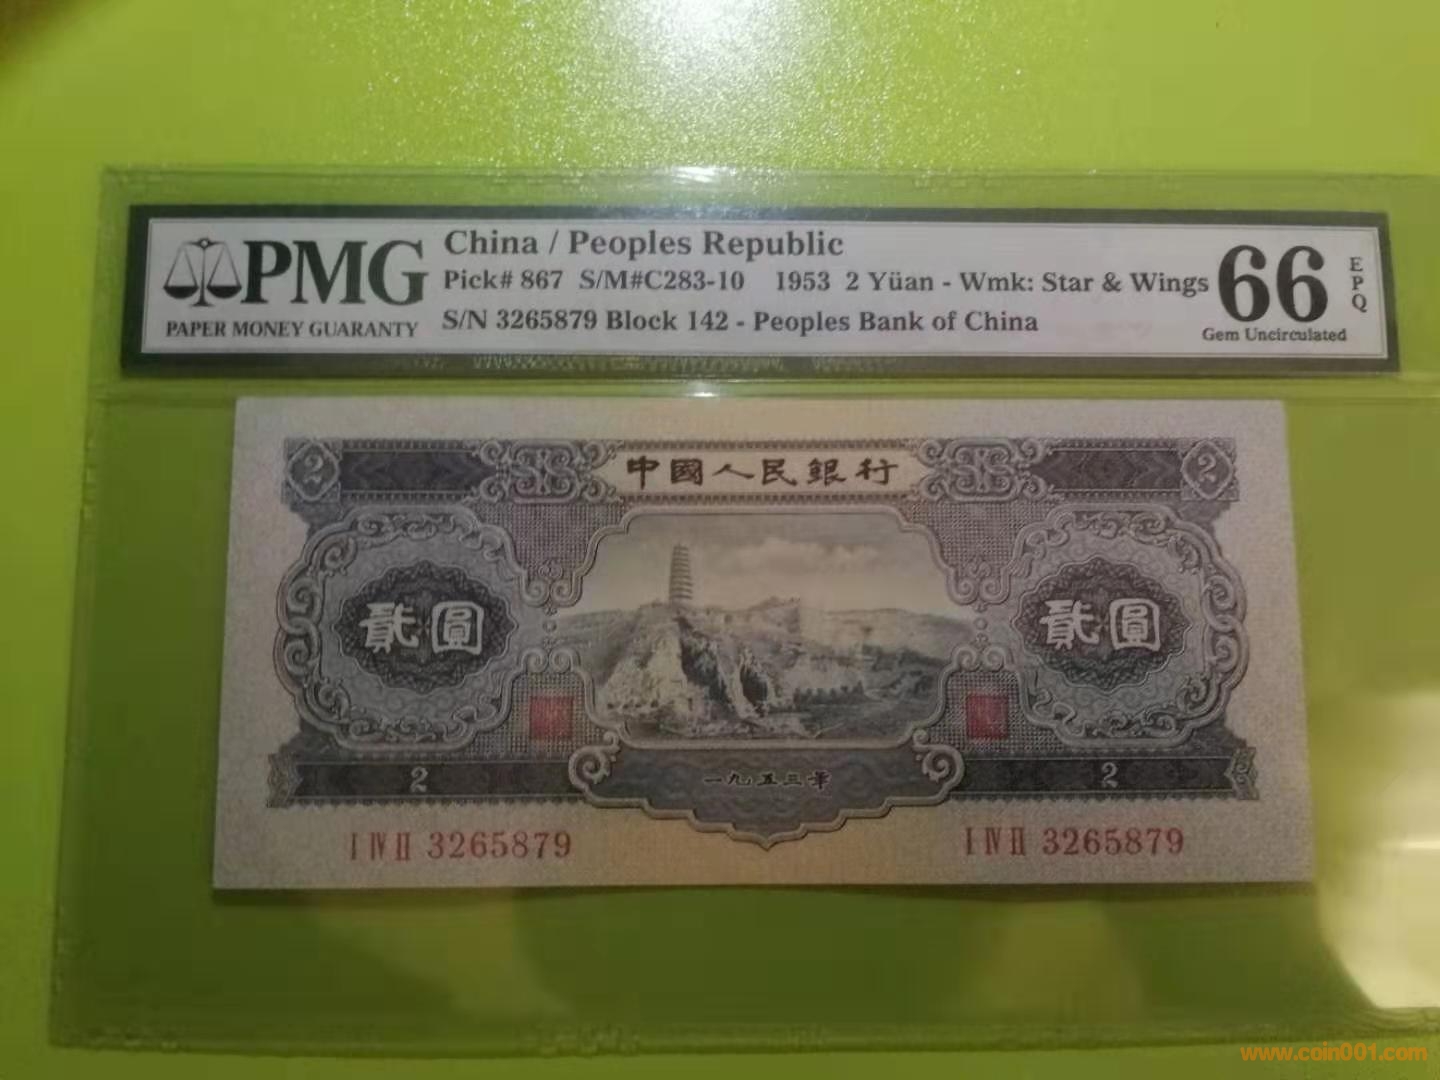 PMG
PAPER MONEY GUARANTY
China / Peoples Republic
Pick# 867 S/M#C283-10 1953 2 Yüan - Wmk: Star & Wings
S/N 3265879 Block 142 - Peoples Bank of China
66
EPQ
Gem Uncirculated
2 中國人民銀行 2
貳圓 貳圓
2 一九五三年 2
I IV II 3265879 I IV II 3265879
www.coin001.com